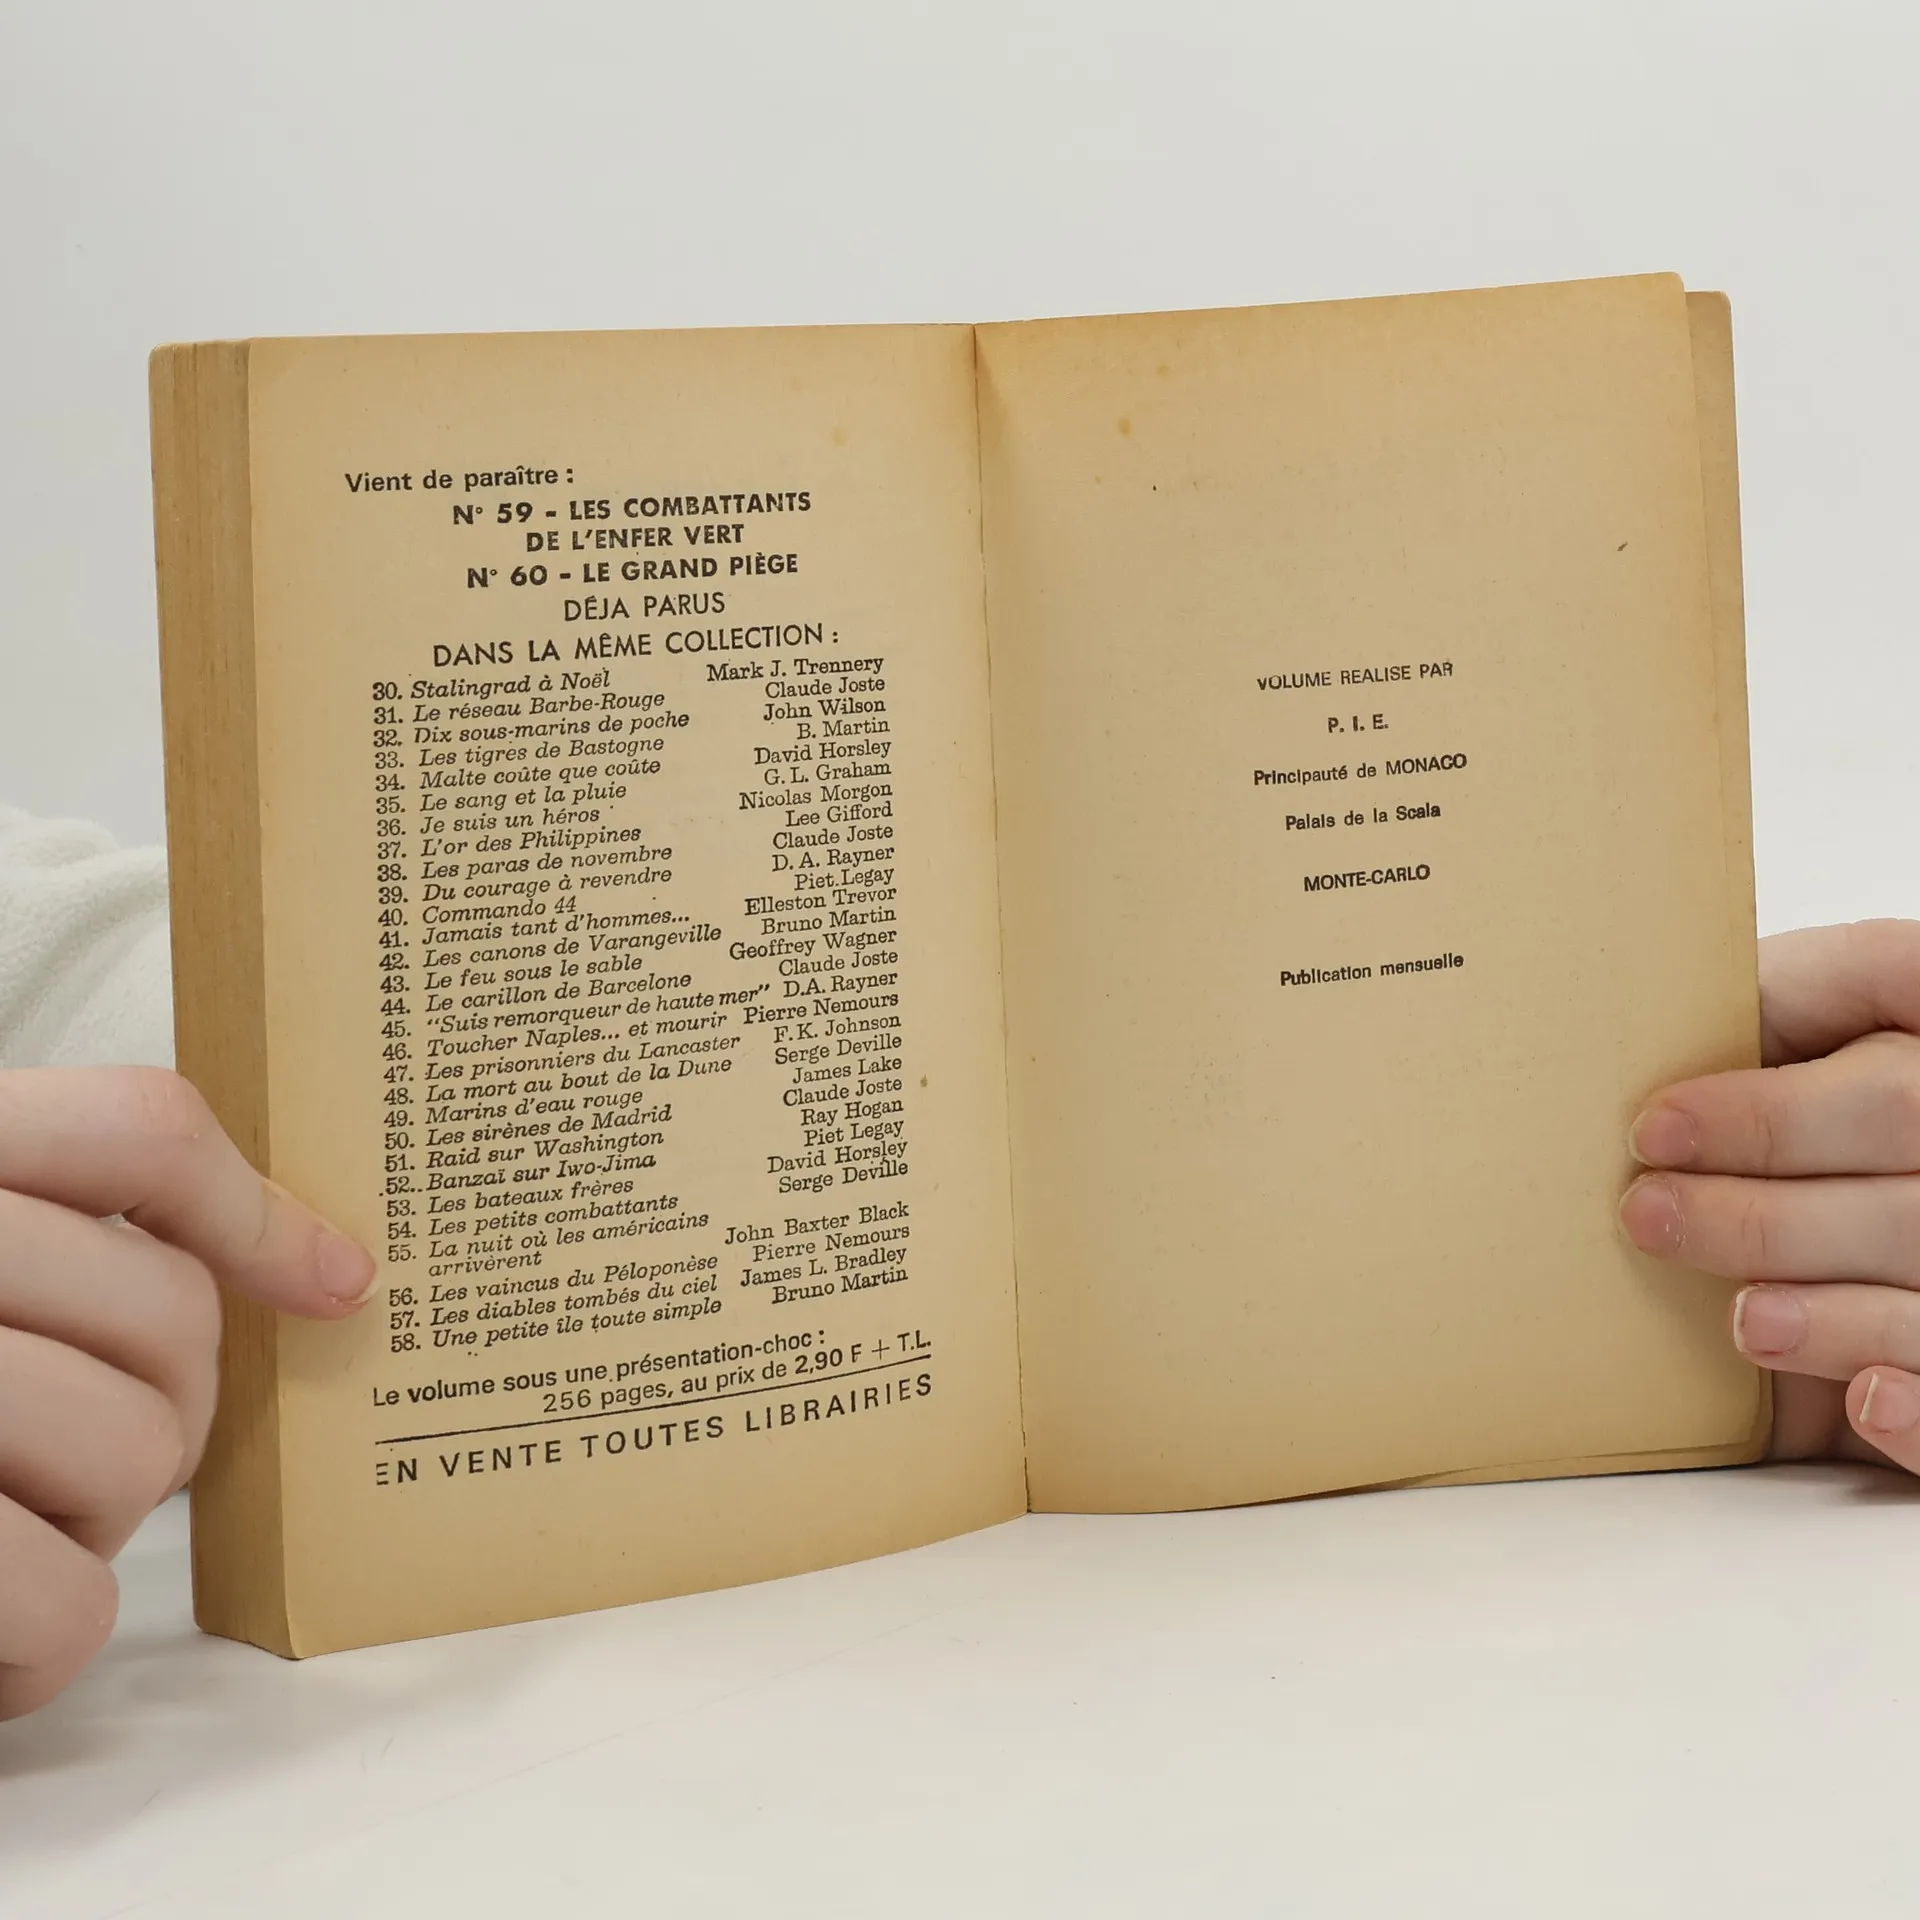 Vient de paraître :
N° 59 - LES COMBATTANTS
DE L'ENFER VERT
N° 60 - LE GRAND PIÈGE
DÉJA PARUS
DANS LA MÊME COLLECTION :
30. Stalingrad à Noël Mark J. Trennery
31. Le réseau Barbe-Rouge Claude Joste
32. Dix sous-marins de poche John Wilson
33. Les tigres de Bastogne B. Martin
34. Malte coûte que coûte David Horsley
35. Le sang et la pluie G. L. Graham
36. Je suis un héros Nicolas Morgon
37. L'or des Philippines Lee Gifford
38. Les paras de novembre Claude Joste
39. Du courage à revendre D. A. Rayner
40. Commando 44 Piet Legay
41. Jamais tant d'hommes... Elleston Trevor
42. Les canons de Varangeville Bruno Martin
43. Le feu sous le sable Geoffrey Wagner
44. Le carillon de Barcelone Claude Joste
45. "Suis remorqueur de haute mer" D.A. Rayner
46. Toucher Naples... et mourir Pierre Nemours
47. Les prisonniers du Lancaster F.K. Johnson
48. La mort au bout de la Dune Serge Deville
49. Marins d'eau rouge James Lake
50. Les sirènes de Madrid Claude Joste
51. Raid sur Washington Ray Hogan
52. Banzaï sur Iwo-Jima Piet Legay
53. Les bateaux frères David Horsley
54. Les petits combattants Serge Deville
55. La nuit où les américains
arrivèrent John Baxter Black
56. Les vaincus du Péloponèse Pierre Nemours
57. Les diables tombés du ciel James L. Bradley
58. Une petite île toute simple Bruno Martin
Le volume sous une présentation-choc :
256 pages, au prix de 2,90 F + T.L.
EN VENTE TOUTES LIBRAIRIES
VOLUME REALISE PAR
P. I. E.
Principauté de MONACO
Palais de la Scala
MONTE-CARLO
Publication mensuelle